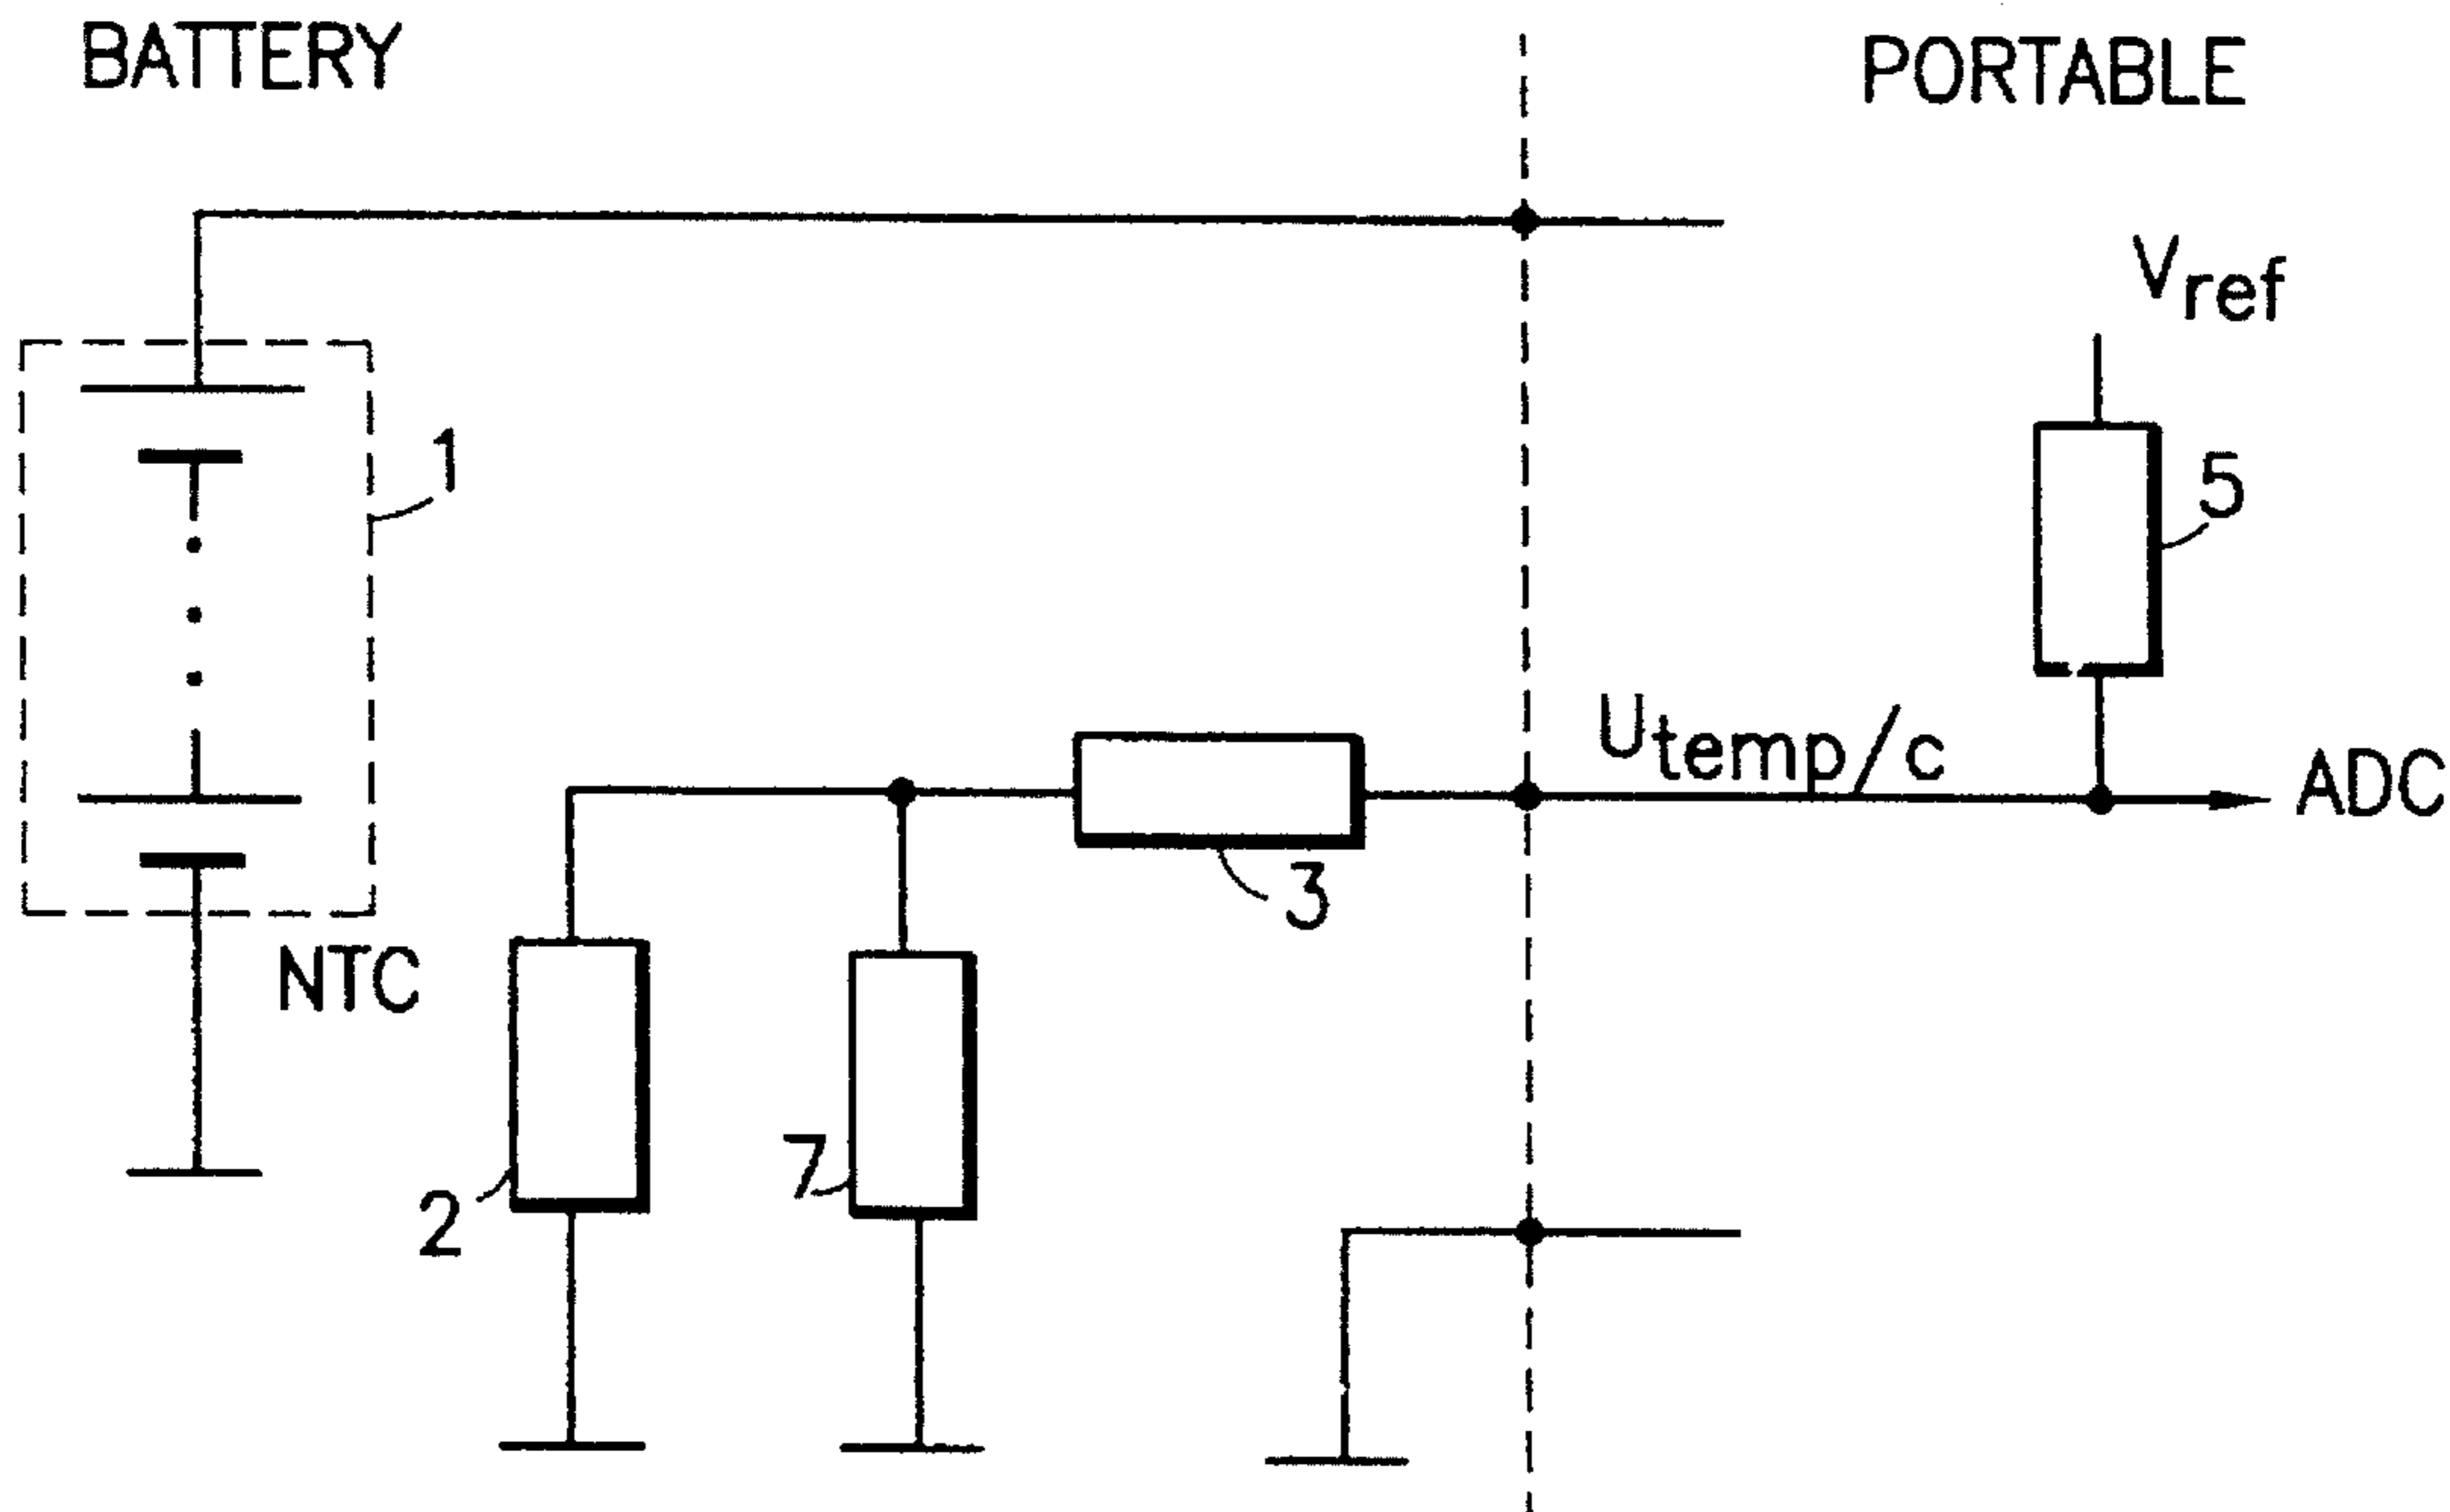 BATTERY
PORTABLE
Vref
1
5
Utemp/c
ADC
3
NTC
2
7